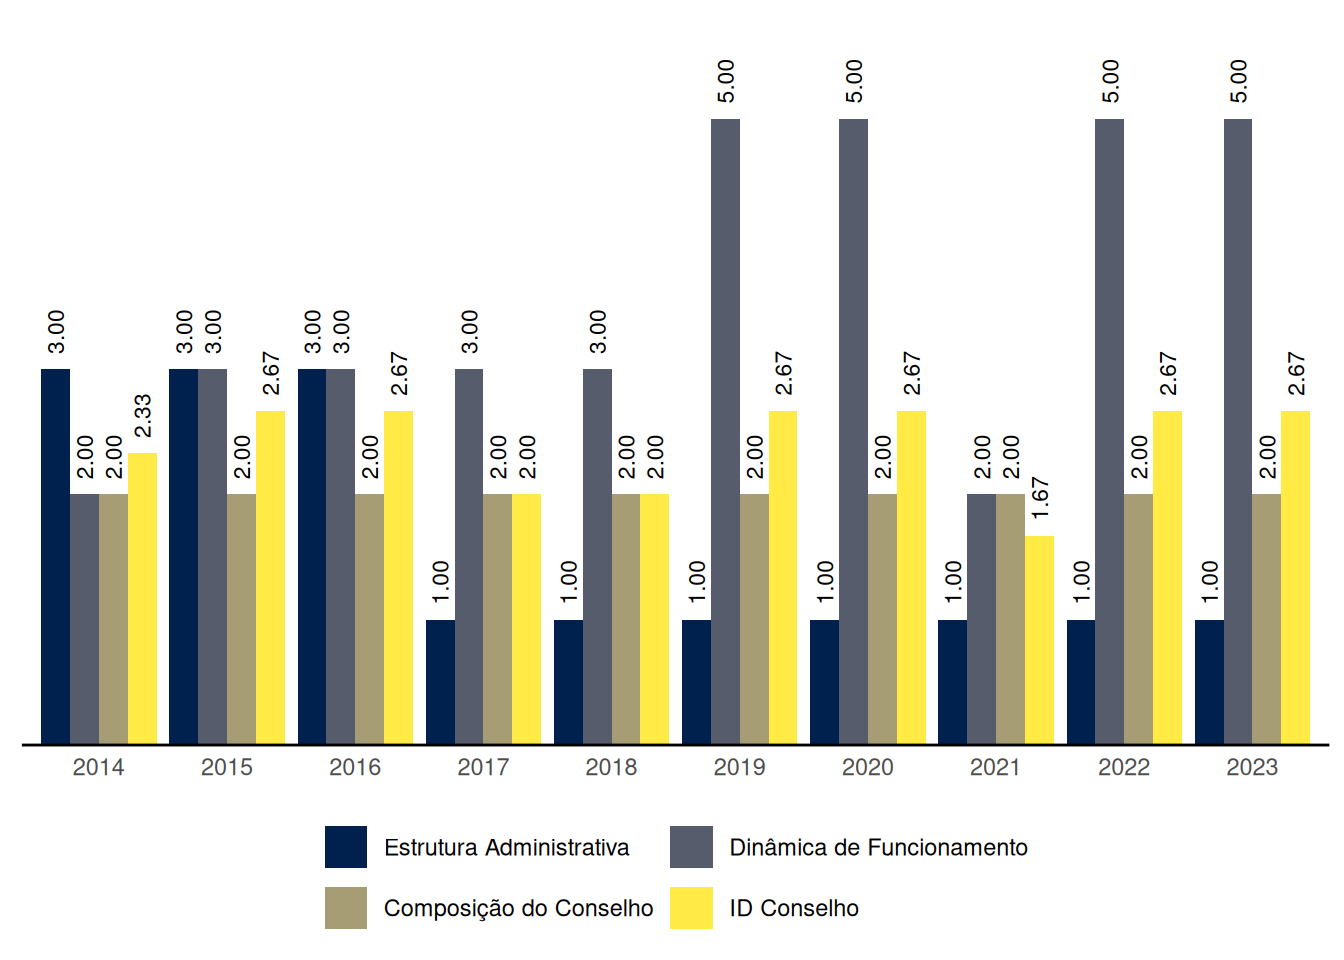 5.00 5.00 5.00 5.00
3.00 3.00 3.00 3.00 3.00 3.00 3.00
2.67 2.67 2.67 2.67 2.67 2.67
2.33
2.00 2.00 2.00 2.00 2.00 2.00 2.00 2.00 2.00 2.00 2.00 2.00 2.00 2.00
1.67
1.00 1.00 1.00 1.00 1.00 1.00 1.00
2014 2015 2016 2017 2018 2019 2020 2021 2022 2023
Estrutura Administrativa Dinâmica de Funcionamento
Composição do Conselho ID Conselho